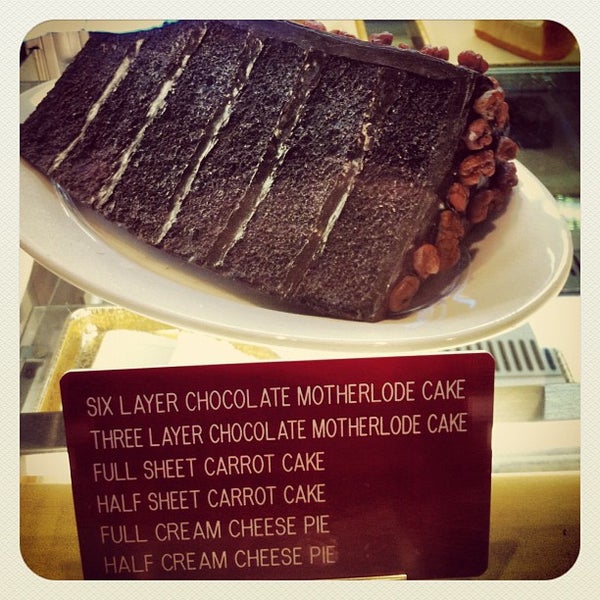 SIX LAYER CHOCOLATE MOTHERLODE CAKE
THREE LAYER CHOCOLATE MOTHERLODE CAKE
FULL SHEET CARROT CAKE
HALF SHEET CARROT CAKE
FULL CREAM CHEESE PIE
HALF CREAM CHEESE PIE